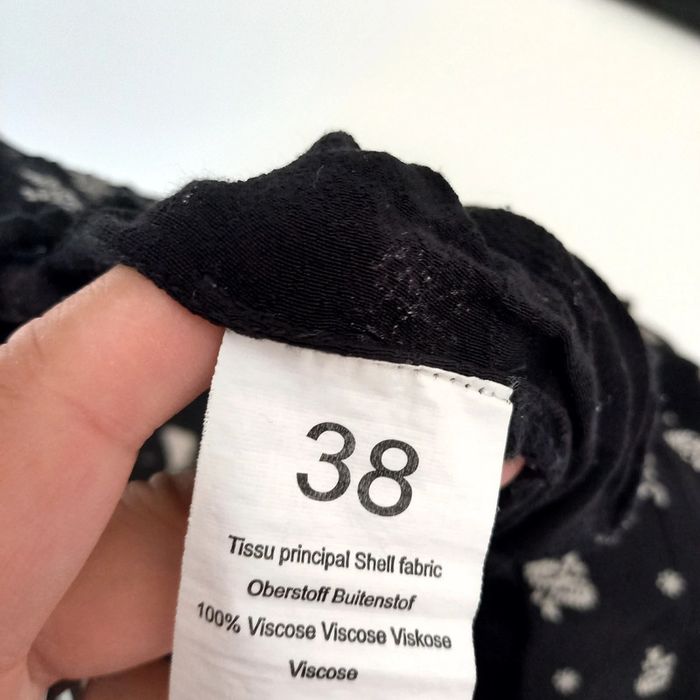 38
Tissu principal Shell fabric
Oberstoff Buitenstof
100% Viscose Viscose Viskose
Viscose